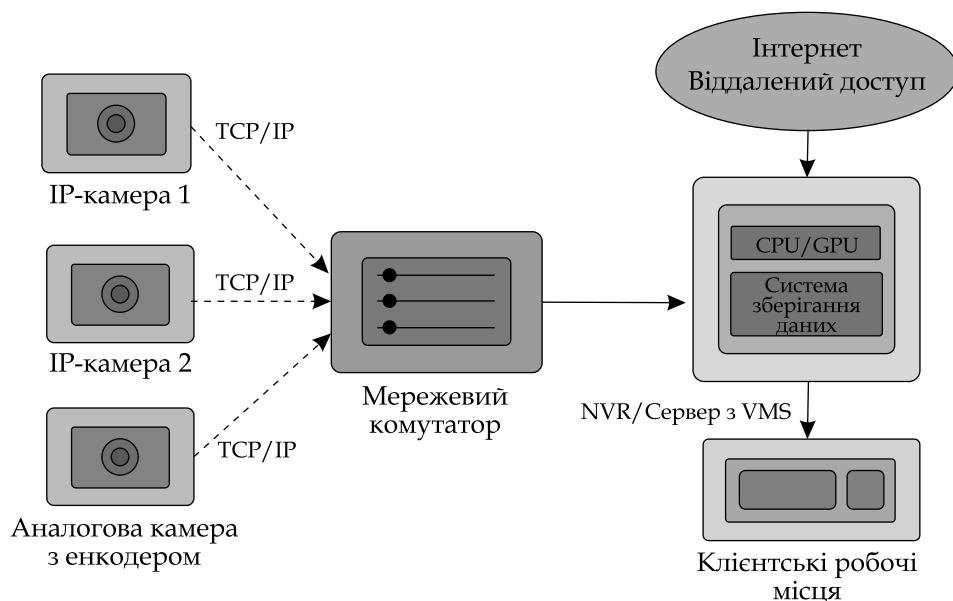 Інтернет
Віддалений доступ
TCP/IP
IP-камера 1
CPU/GPU
Система
зберігання
даних
TCP/IP
IP-камера 2
Мережевий
комутатор
NVR/Сервер з VMS
TCP/IP
Аналогова камера
з енкодером
Клієнтські робочі
місця